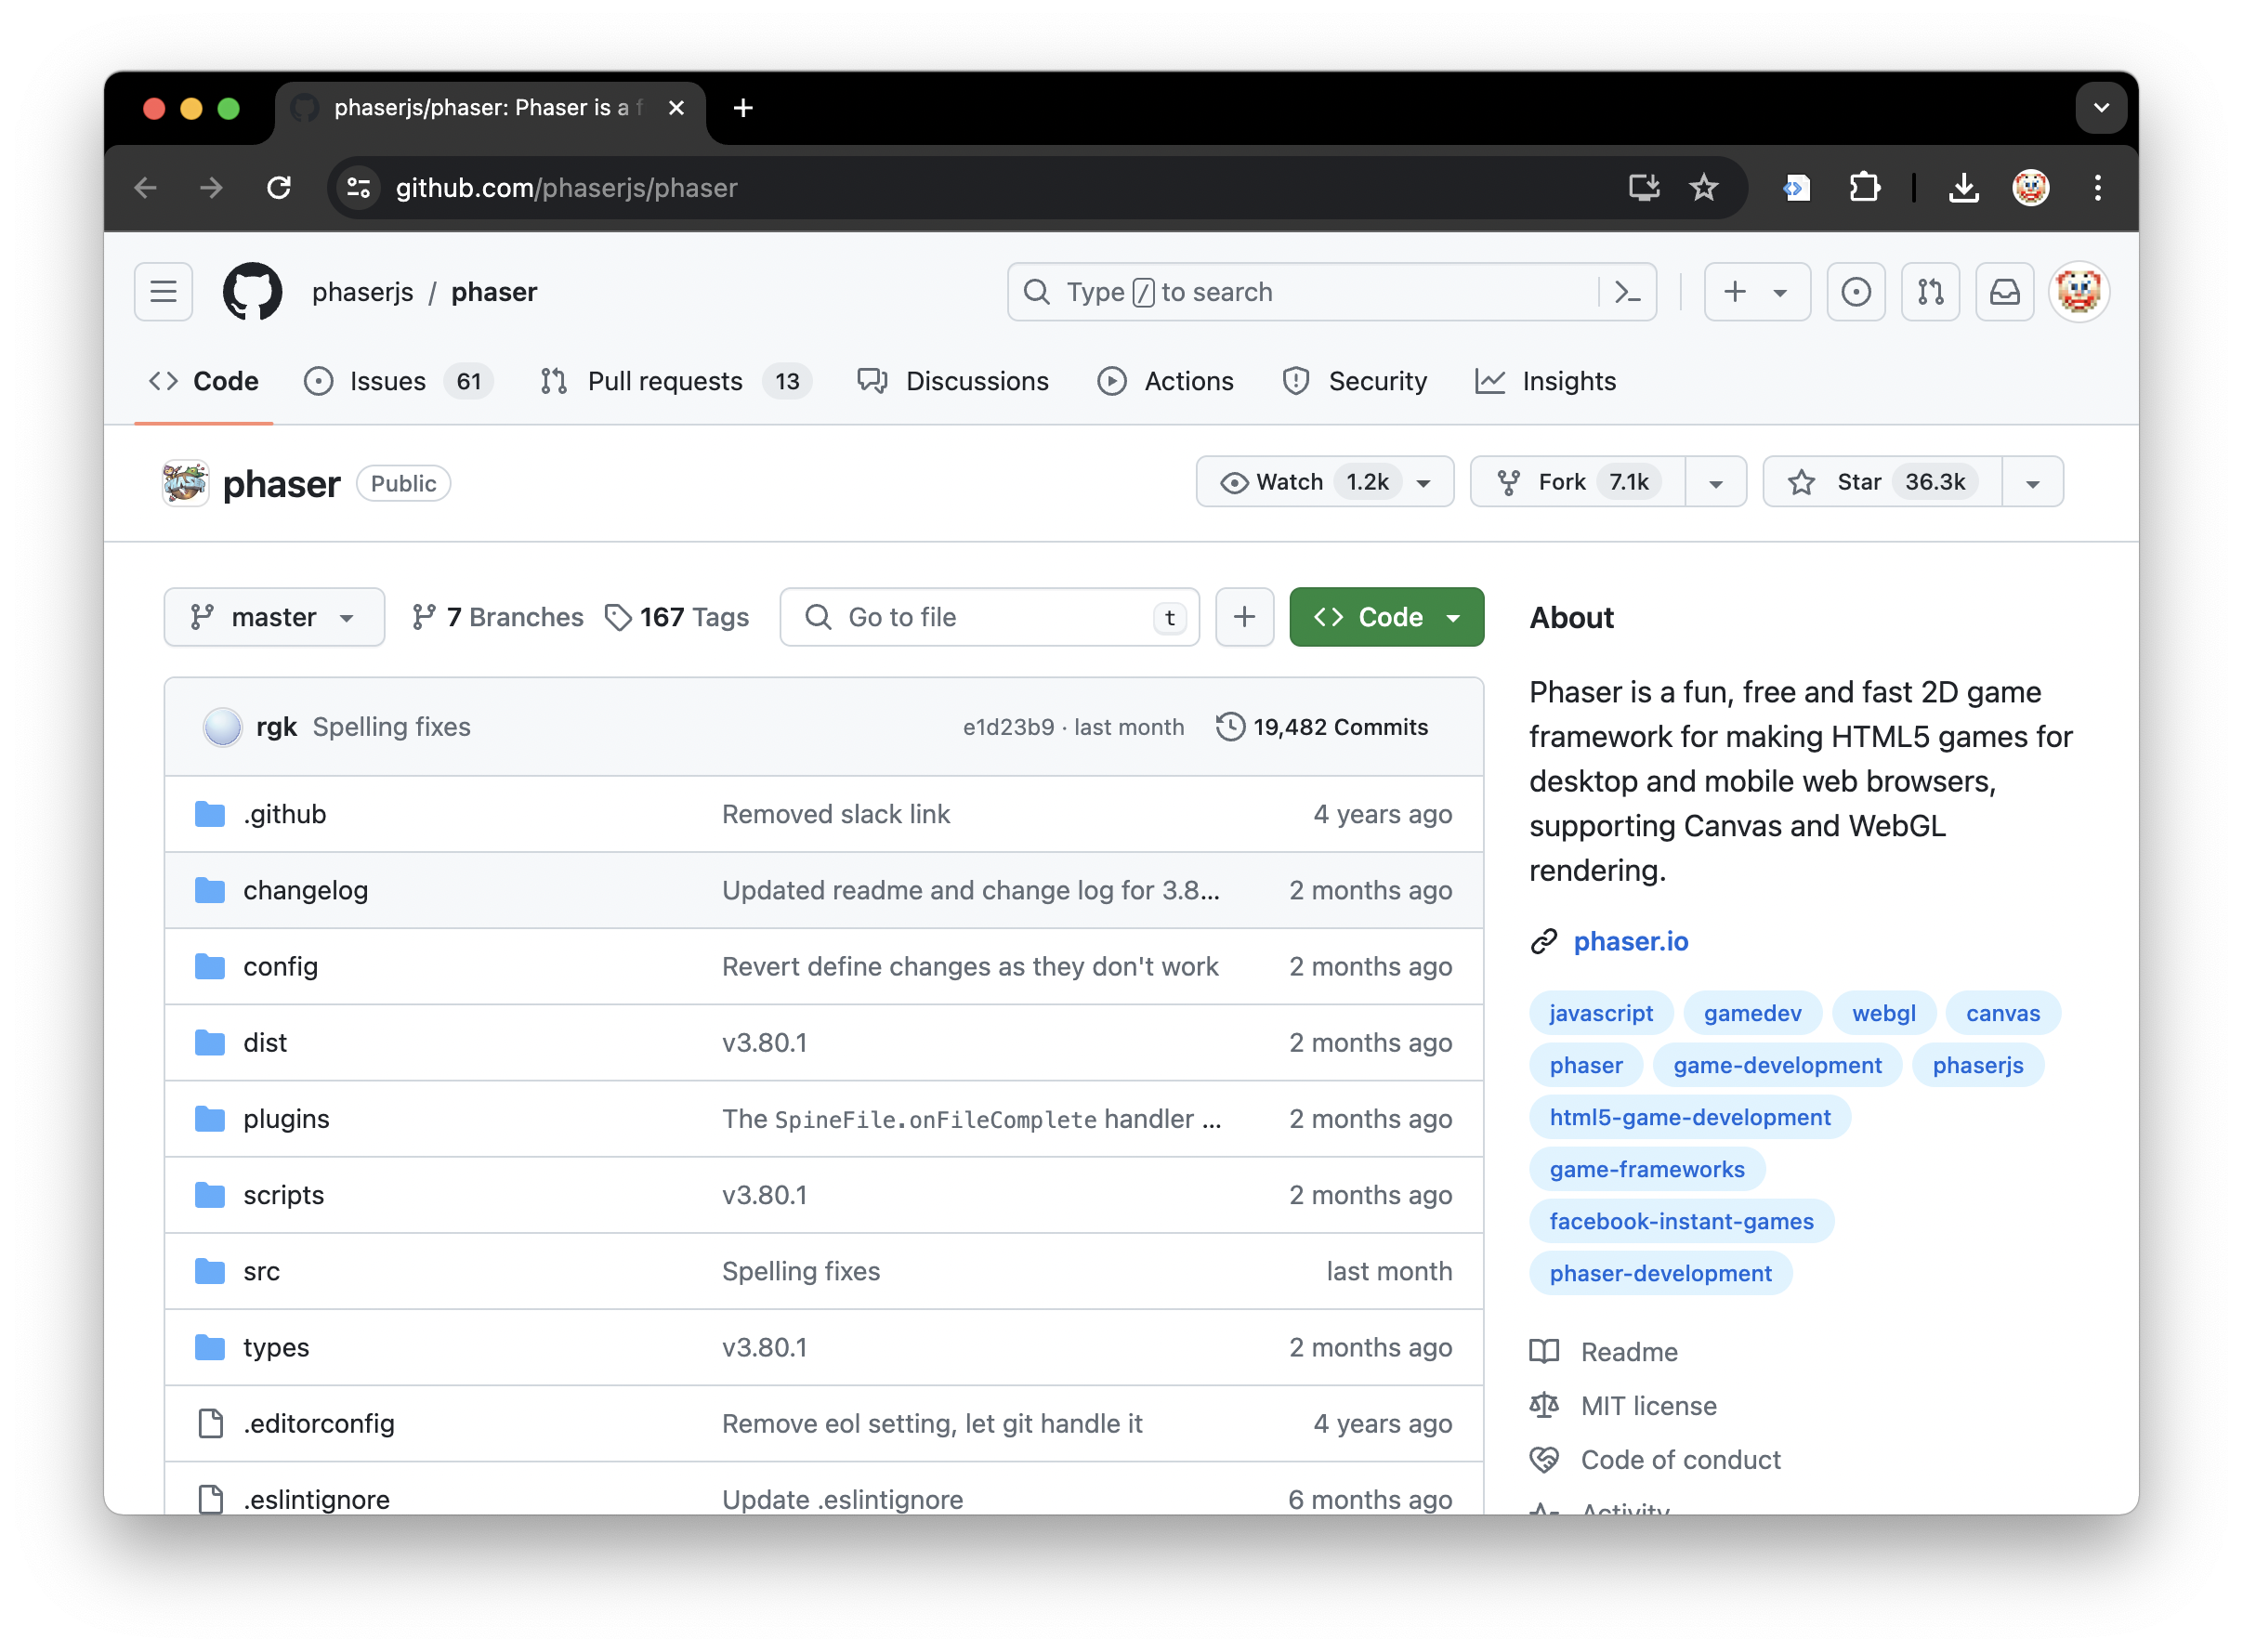 phaserjs/phaser: Phaser is a f
github.com/phaserjs/phaser
phaserjs / phaser
Type / to search
Code
Issues 61
Pull requests 13
Discussions
Actions
Security
Insights
phaser Public
Watch 1.2k
Fork 7.1k
Star 36.3k
master
7 Branches
167 Tags
Go to file t
Code
rgk Spelling fixes e1d23b9 · last month 19,482 Commits
.github Removed slack link 4 years ago
changelog Updated readme and change log for 3.8... 2 months ago
config Revert define changes as they don't work 2 months ago
dist v3.80.1 2 months ago
plugins The SpineFile.onFileComplete handler ... 2 months ago
scripts v3.80.1 2 months ago
src Spelling fixes last month
types v3.80.1 2 months ago
.editorconfig Remove eol setting, let git handle it 4 years ago
.eslintignore Update .eslintignore 6 months ago
About
Phaser is a fun, free and fast 2D game
framework for making HTML5 games for
desktop and mobile web browsers,
supporting Canvas and WebGL
rendering.
phaser.io
javascript gamedev webgl canvas
phaser game-development phaserjs
html5-game-development
game-frameworks
facebook-instant-games
phaser-development
Readme
MIT license
Code of conduct
Activity